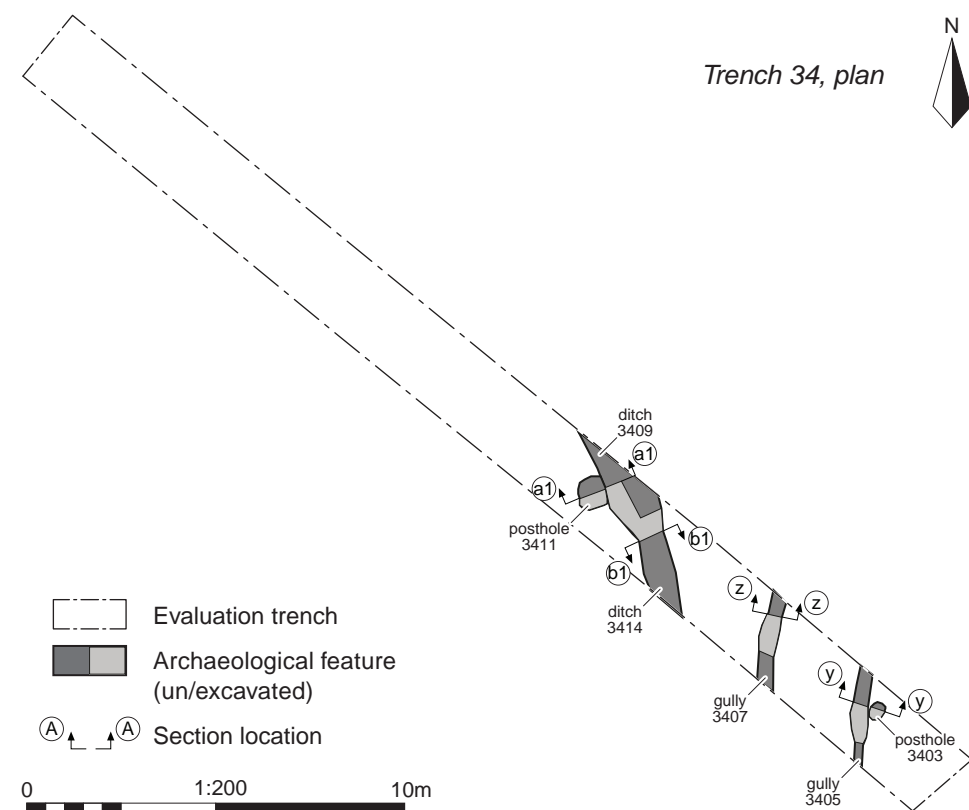 N
Trench 34, plan
ditch
3409
a1
a1
posthole
3411
b1
b1
ditch
3414
z
z
gully
3407
y
y
posthole
3403
gully
3405
Evaluation trench
Archaeological feature
(un/excavated)
A A Section location
0 1:200 10m